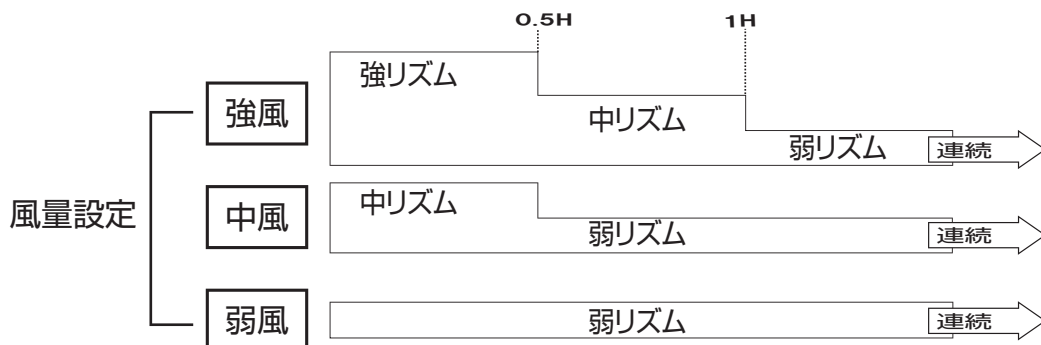 0.5H
1H
強リズム
強風
中リズム
弱リズム
連続
風量設定
中風
中リズム
弱リズム
連続
弱風
弱リズム
連続